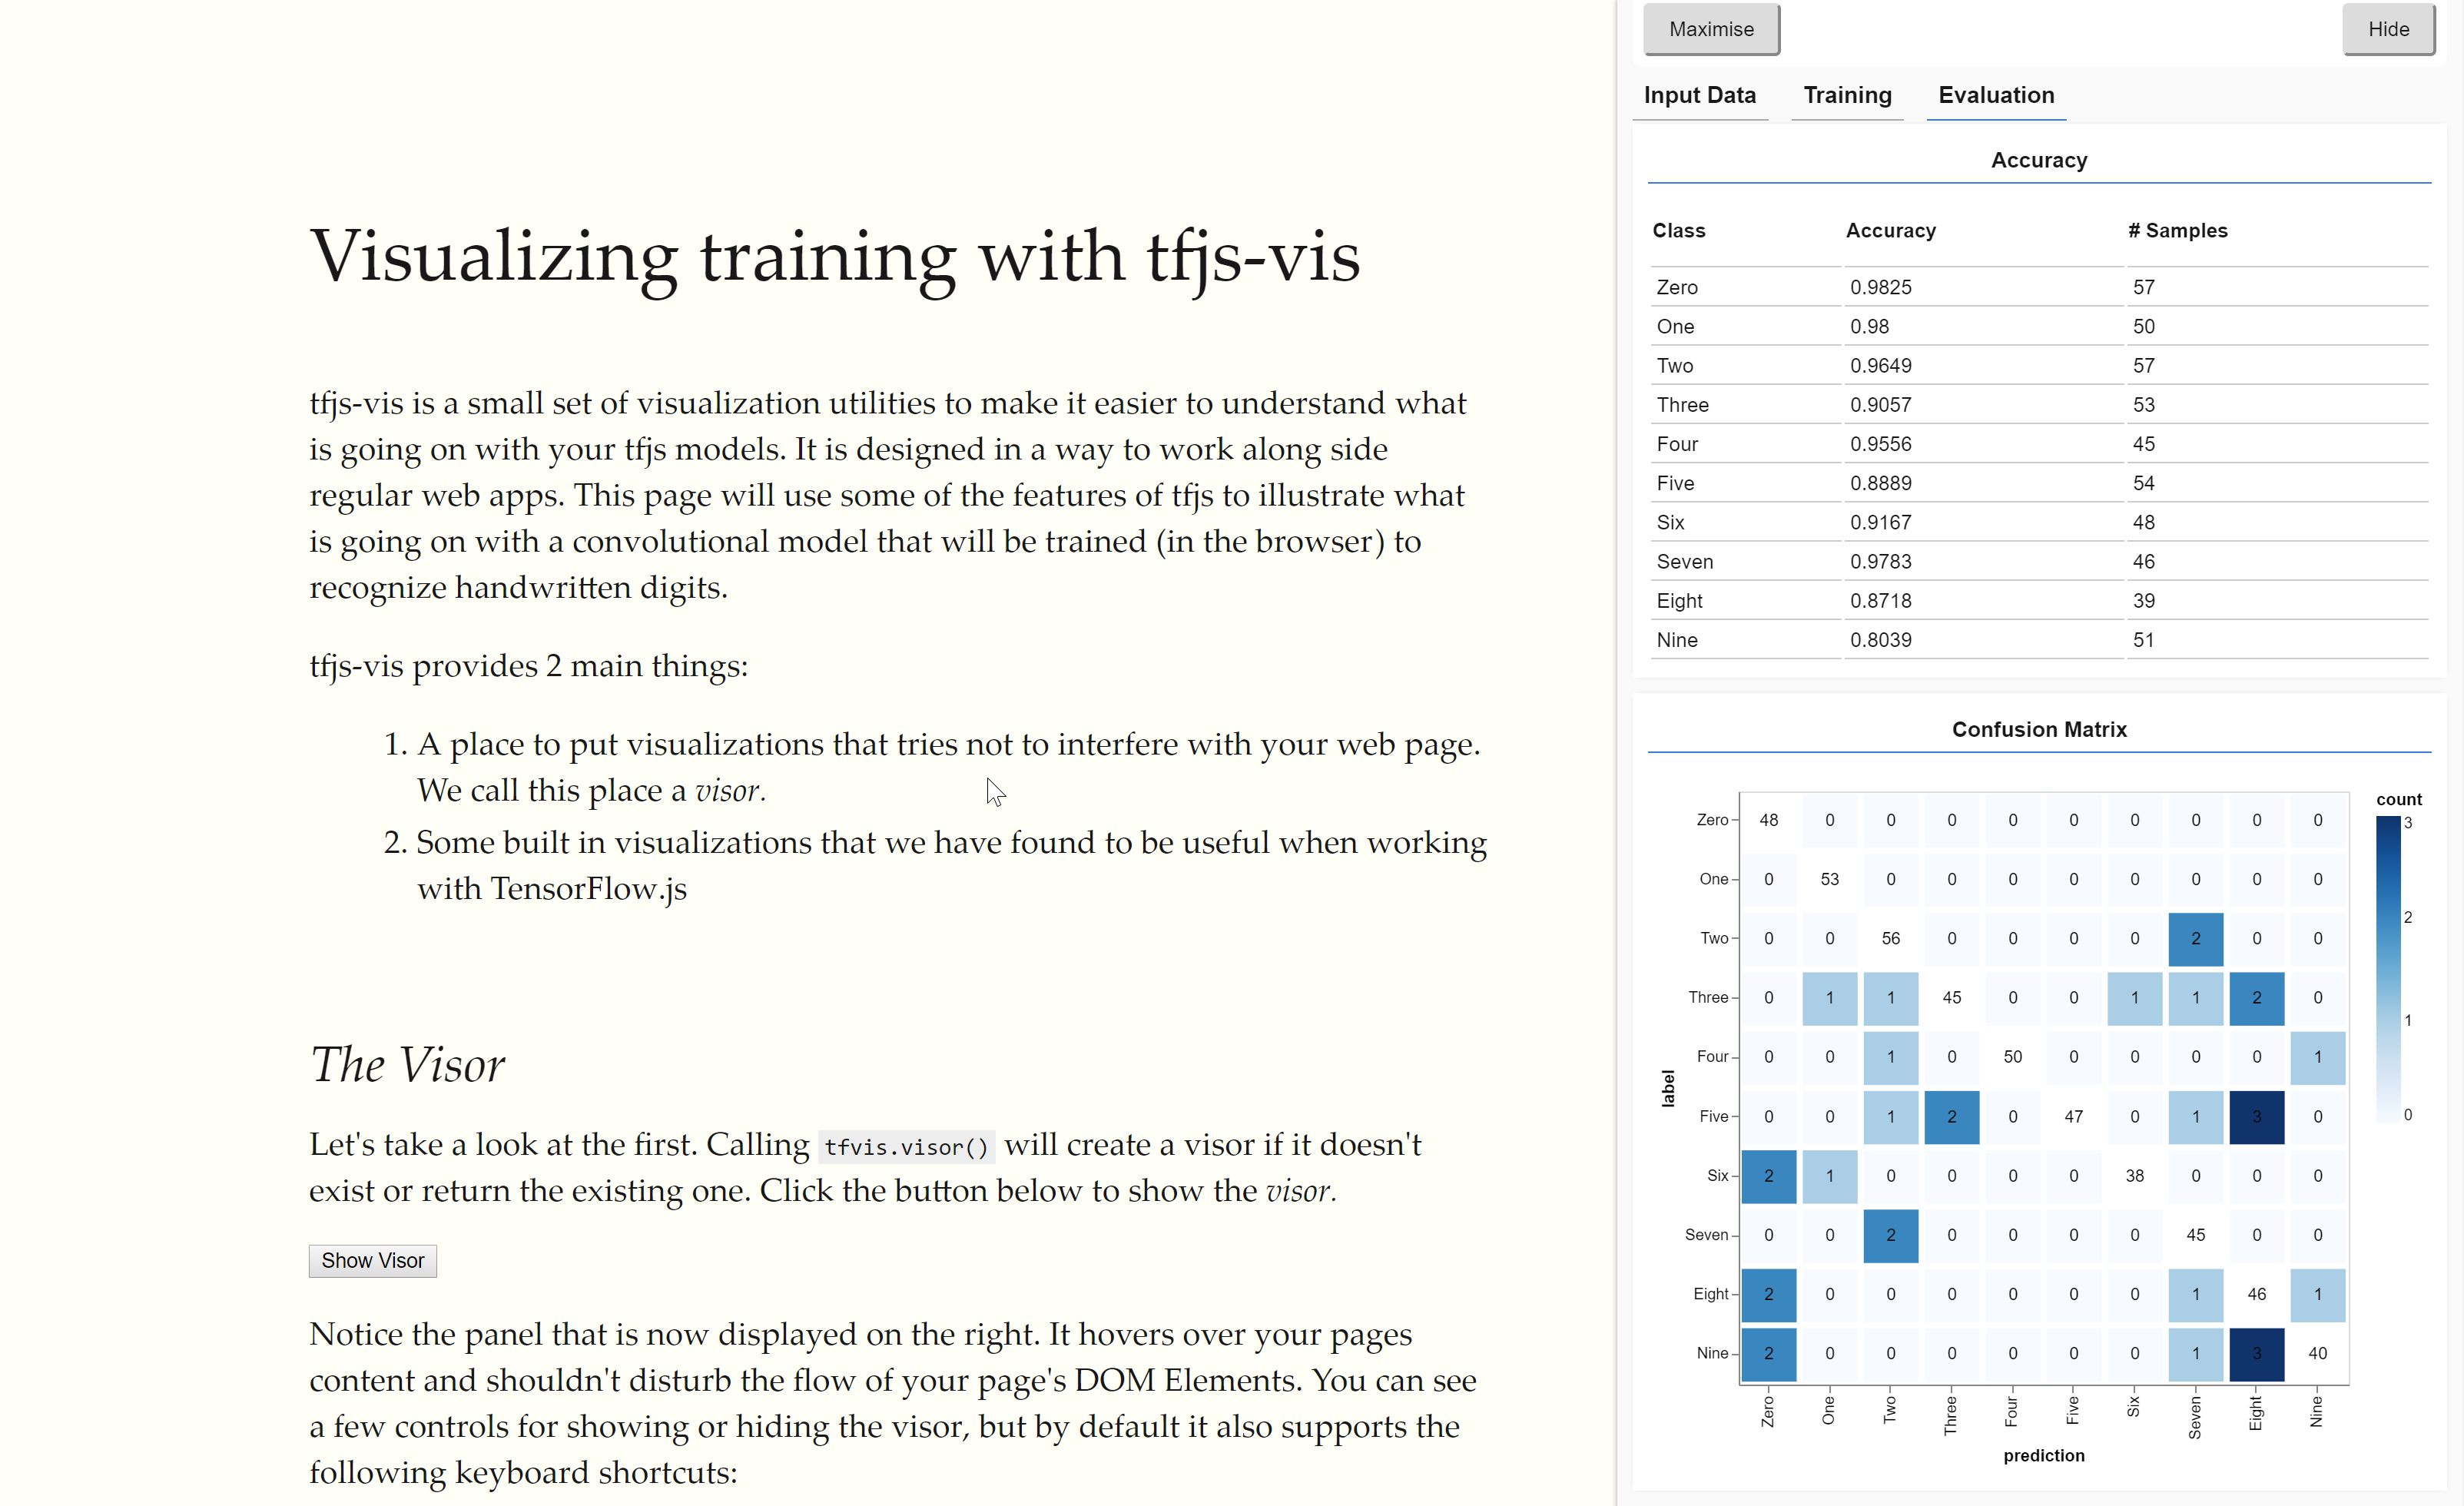 Visualizing training with tfjs-vis
tfjs-vis is a small set of visualization utilities to make it easier to understand what
is going on with your tfjs models. It is designed in a way to work along side
regular web apps. This page will use some of the features of tfjs to illustrate what
is going on with a convolutional model that will be trained (in the browser) to
recognize handwritten digits.
tfjs-vis provides 2 main things:
1. A place to put visualizations that tries not to interfere with your web page.
We call this place a visor.
2. Some built in visualizations that we have found to be useful when working
with TensorFlow.js
The Visor
Let's take a look at the first. Calling tfvis.visor() will create a visor if it doesn't
exist or return the existing one. Click the button below to show the visor.
Show Visor
Notice the panel that is now displayed on the right. It hovers over your pages
content and shouldn't disturb the flow of your page's DOM Elements. You can see
a few controls for showing or hiding the visor, but by default it also supports the
following keyboard shortcuts:
Maximise Hide
Input Data Training Evaluation
Accuracy
Class Accuracy # Samples
Zero 0.9825 57
One 0.98 50
Two 0.9649 57
Three 0.9057 53
Four 0.9556 45
Five 0.8889 54
Six 0.9167 48
Seven 0.9783 46
Eight 0.8718 39
Nine 0.8039 51
Confusion Matrix
label
Zero 48 0 0 0 0 0 0 0 0 0
One 0 53 0 0 0 0 0 0 0 0
Two 0 0 56 0 0 0 0 2 0 0
Three 0 1 1 45 0 0 1 1 2 0
Four 0 0 1 0 50 0 0 0 0 1
Five 0 0 1 2 0 47 0 1 3 0
Six 2 1 0 0 0 0 38 0 0 0
Seven 0 0 2 0 0 0 0 45 0 0
Eight 2 0 0 0 0 0 0 1 46 1
Nine 2 0 0 0 0 0 0 1 3 40
Zero One Two Three Four Five Six Seven Eight Nine
prediction
count
3
2
1
0